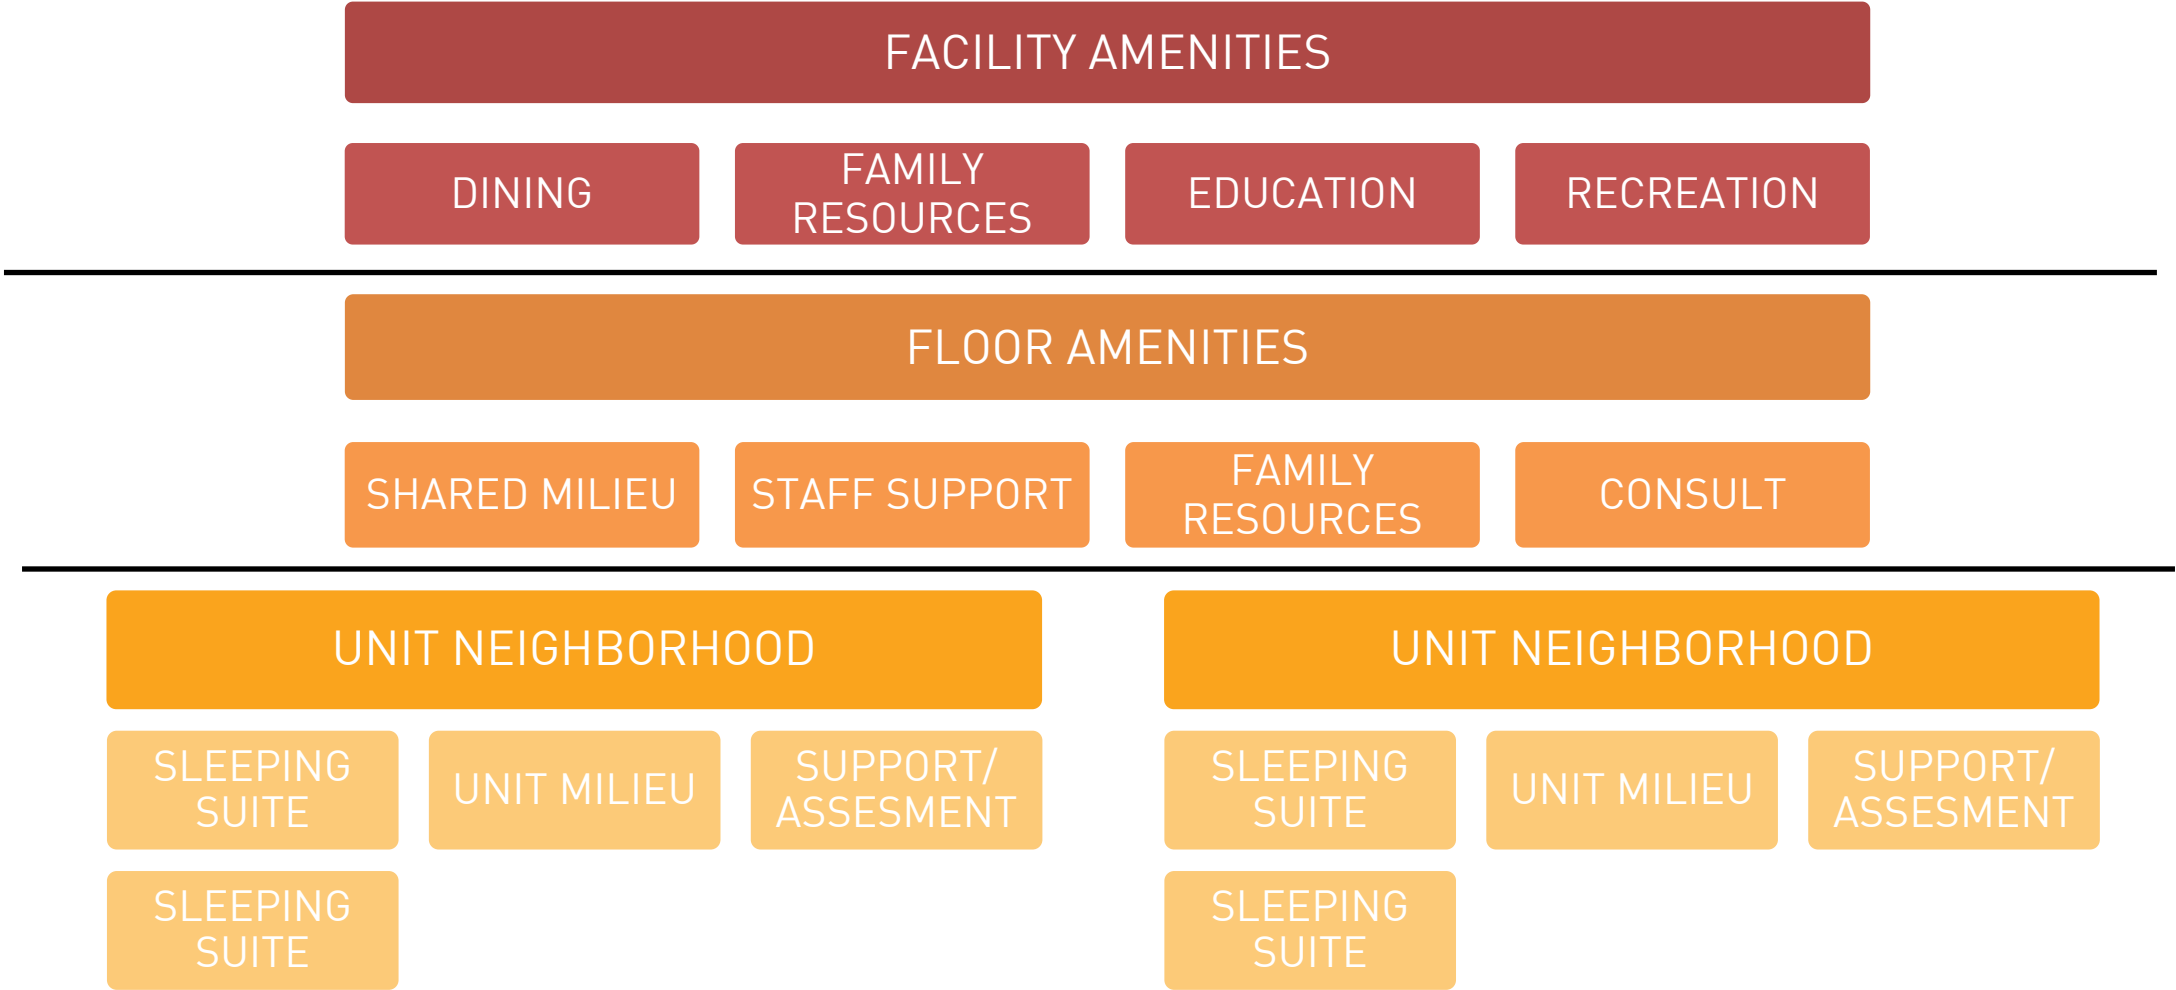 FACILITY AMENITIES
DINING
FAMILY
RESOURCES
EDUCATION
RECREATION
FLOOR AMENITIES
SHARED MILIEU
STAFF SUPPORT
FAMILY
RESOURCES
CONSULT
UNIT NEIGHBORHOOD
SLEEPING
SUITE
UNIT MILIEU
SUPPORT/
ASSESMENT
SLEEPING
SUITE
UNIT NEIGHBORHOOD
SLEEPING
SUITE
UNIT MILIEU
SUPPORT/
ASSESMENT
SLEEPING
SUITE